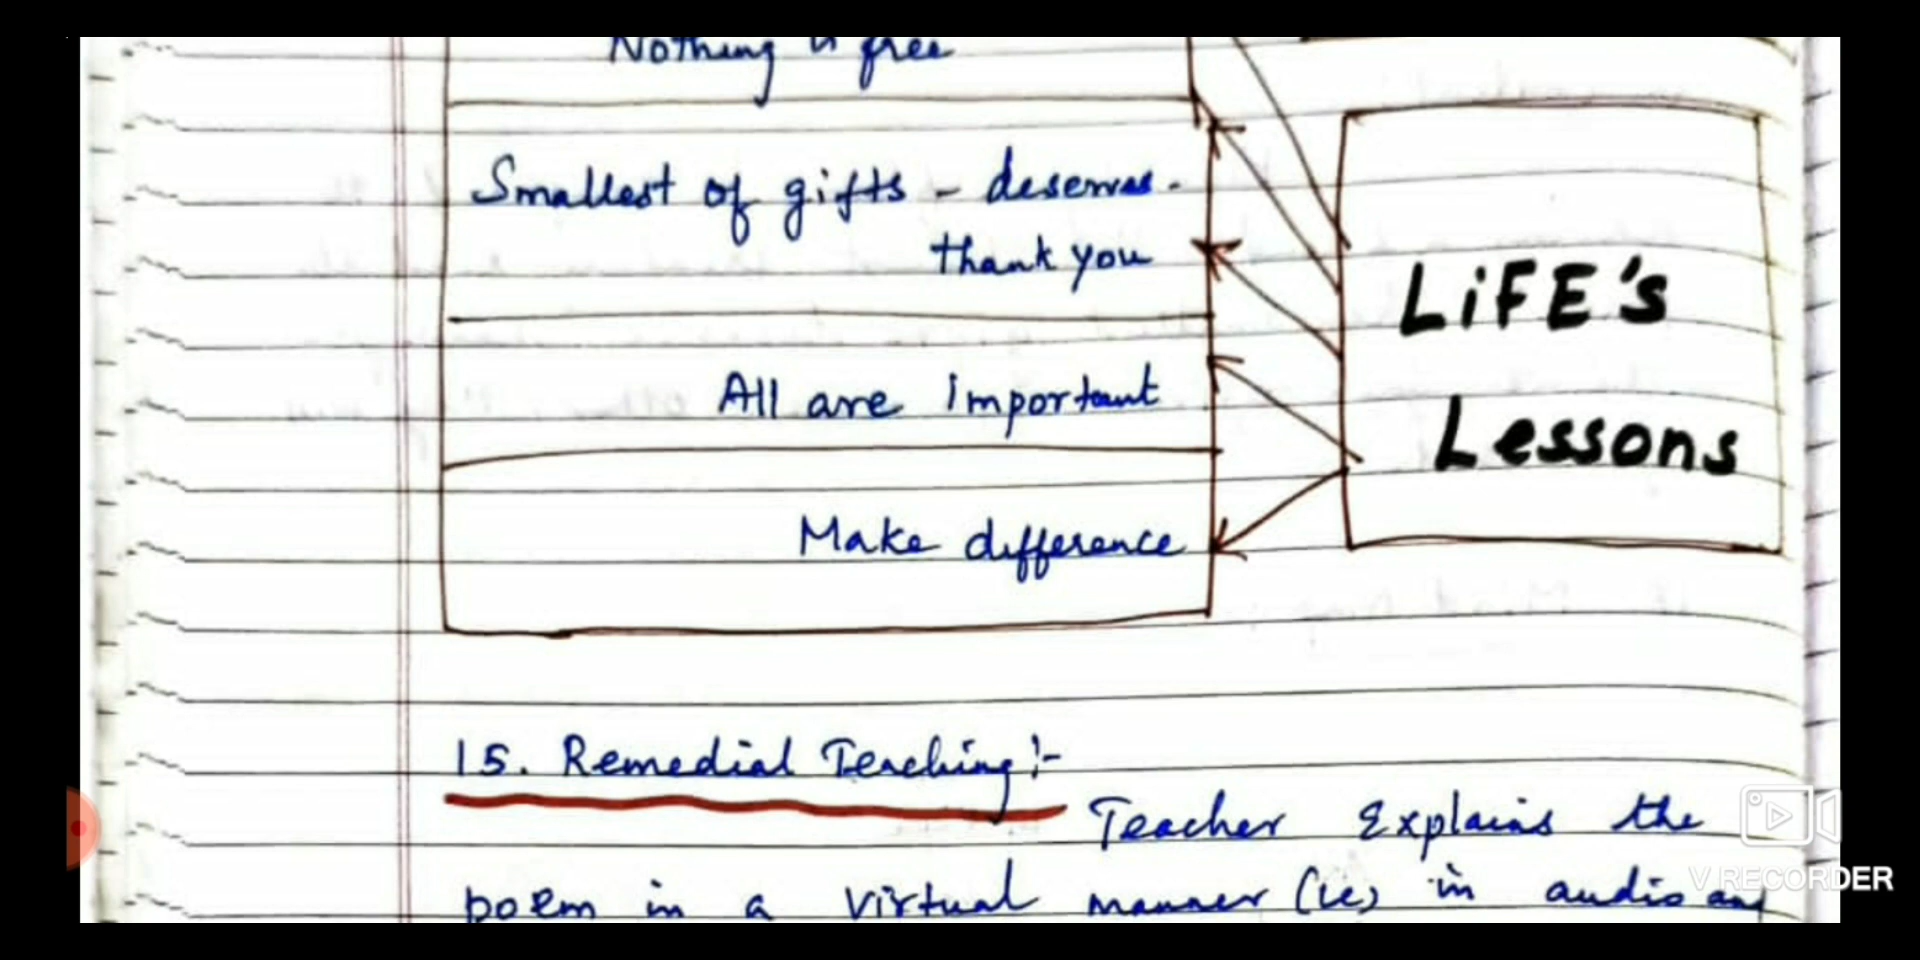 Nothing is free
Smallest of gifts - deserves -
thank you
All are important
Make difference
LiFE's
Lessons
15. Remedial Teaching :-
Teacher Explains the
poem in a virtual manner (ie) in audio and
V RECORDER